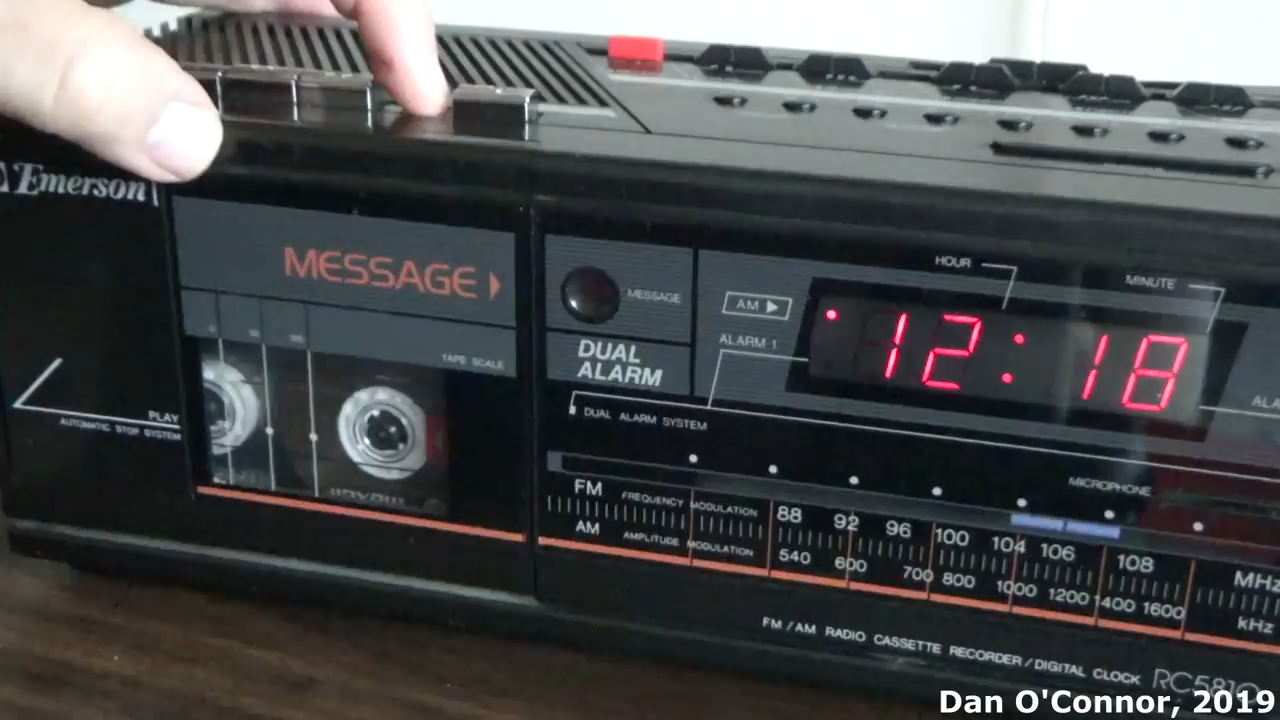 Emerson
MESSAGE
MESSAGE
HOUR
MINUTE
AM
ALARM 1
12:18
TAPE SCALE
DUAL
ALARM
DUAL ALARM SYSTEM
PLAY
AUTOMATIC STOP SYSTEM
MICROPHONE
FM FREQUENCY MODULATION 88 92 96 100 104 106 108 MHz
AM AMPLITUDE MODULATION 540 600 700 800 1000 1200 1400 1600 kHz
FM/AM RADIO CASSETTE RECORDER/DIGITAL CLOCK
Dan O'Connor, 2019